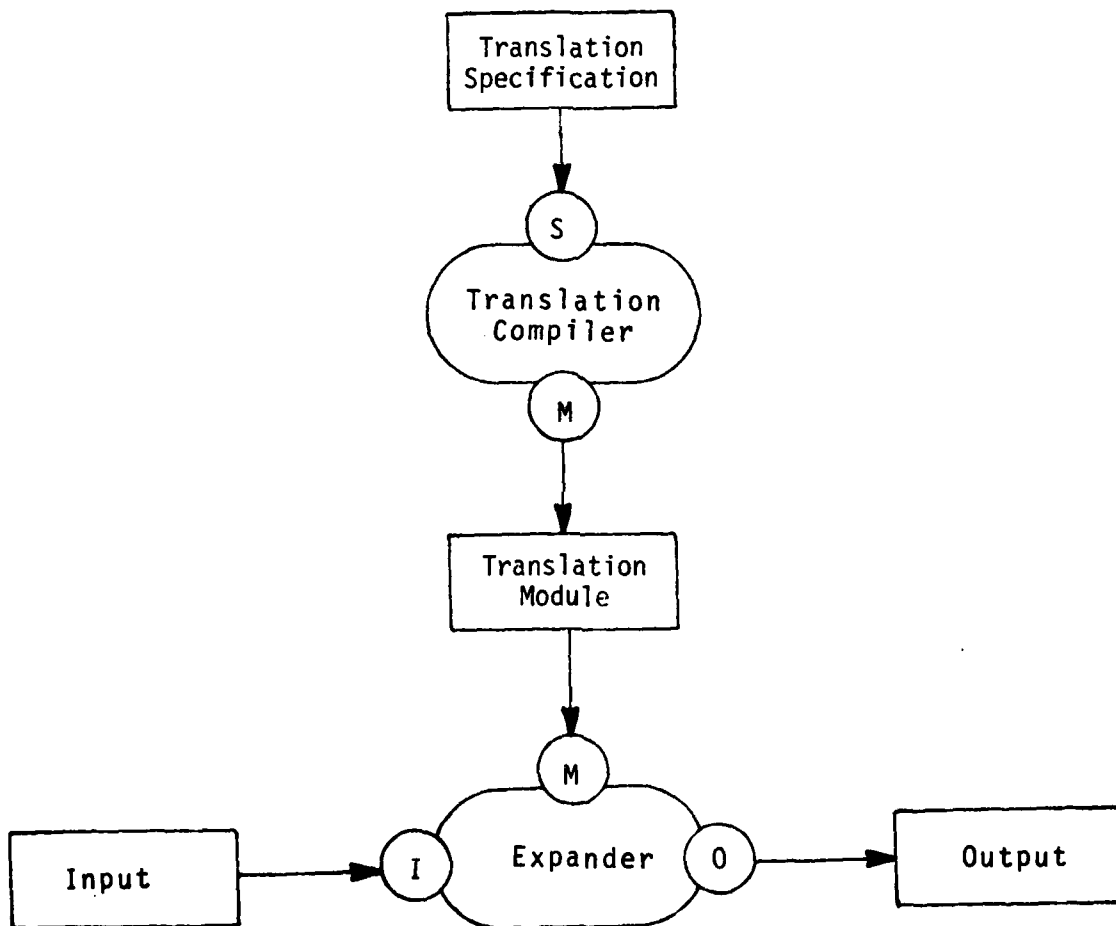 Translation
Specification
S
Translation
Compiler
M
Translation
Module
M
Input
I
Expander
O
Output